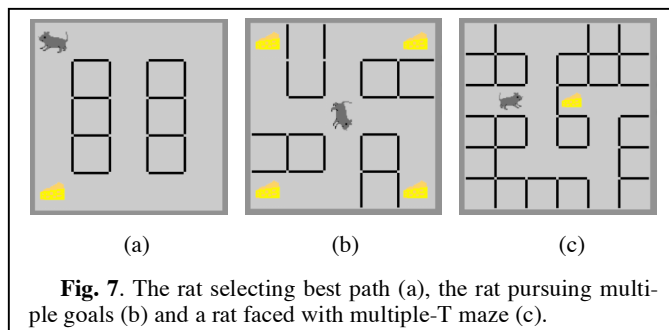 (a)
(b)
(c)
Fig. 7. The rat selecting best path (a), the rat pursuing multi-
ple goals (b) and a rat faced with multiple-T maze (c).